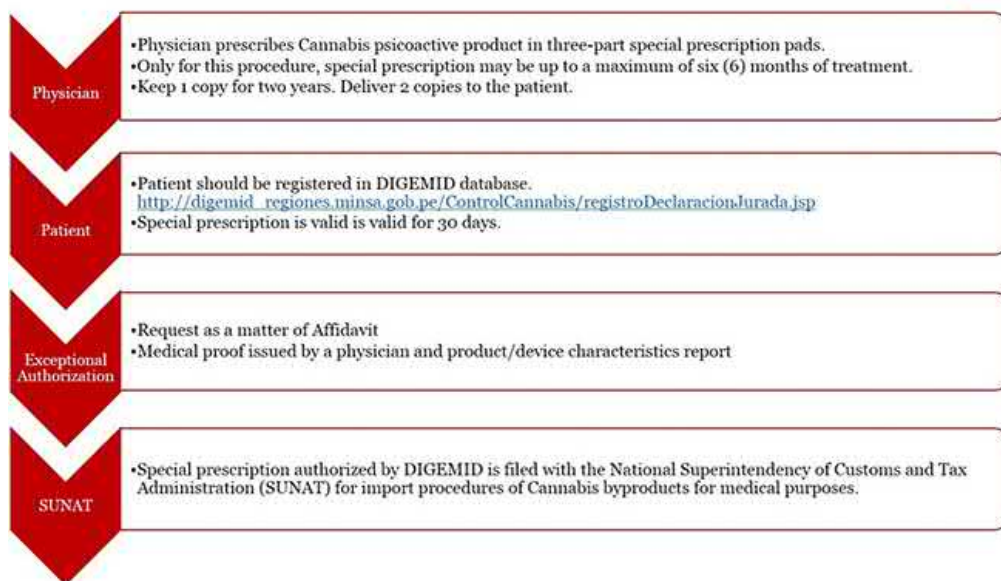 Physician
•Physician prescribes Cannabis psicoactive product in three-part special prescription pads.
•Only for this procedure, special prescription may be up to a maximum of six (6) months of treatment.
•Keep 1 copy for two years. Deliver 2 copies to the patient.
Patient
•Patient should be registered in DIGEMID database.
http://digemid_regiones.minsa.gob.pe/ControlCannabis/registroDeclaracionJurada.jsp
•Special prescription is valid is valid for 30 days.
Exceptional
Authorization
•Request as a matter of Affidavit
•Medical proof issued by a physician and product/device characteristics report
SUNAT
•Special prescription authorized by DIGEMID is filed with the National Superintendency of Customs and Tax
Administration (SUNAT) for import procedures of Cannabis byproducts for medical purposes.